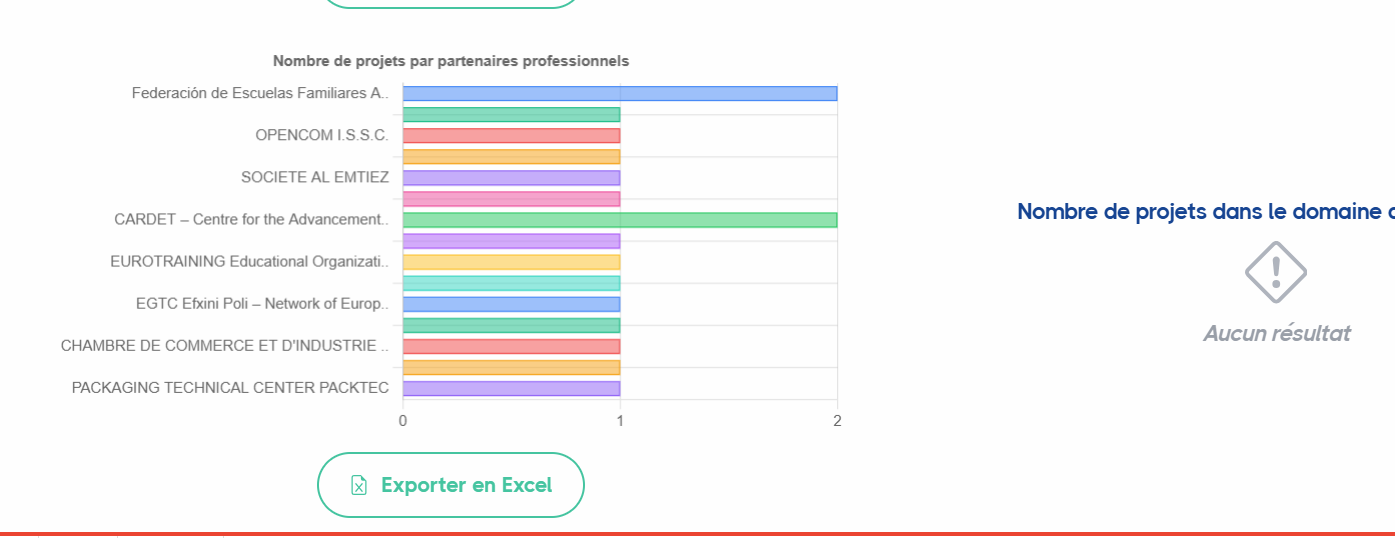 Nombre de projets par partenaires professionnels
Federación de Escuelas Familiares A..
OPENCOM I.S.S.C.
SOCIETE AL EMTIEZ
CARDET – Centre for the Advancement..
EUROTRAINING Educational Organizati..
EGTC Efxini Poli – Network of Europ..
CHAMBRE DE COMMERCE ET D'INDUSTRIE ..
PACKAGING TECHNICAL CENTER PACKTEC
0 1 2
Exporter en Excel
Nombre de projets dans le domaine
Aucun résultat